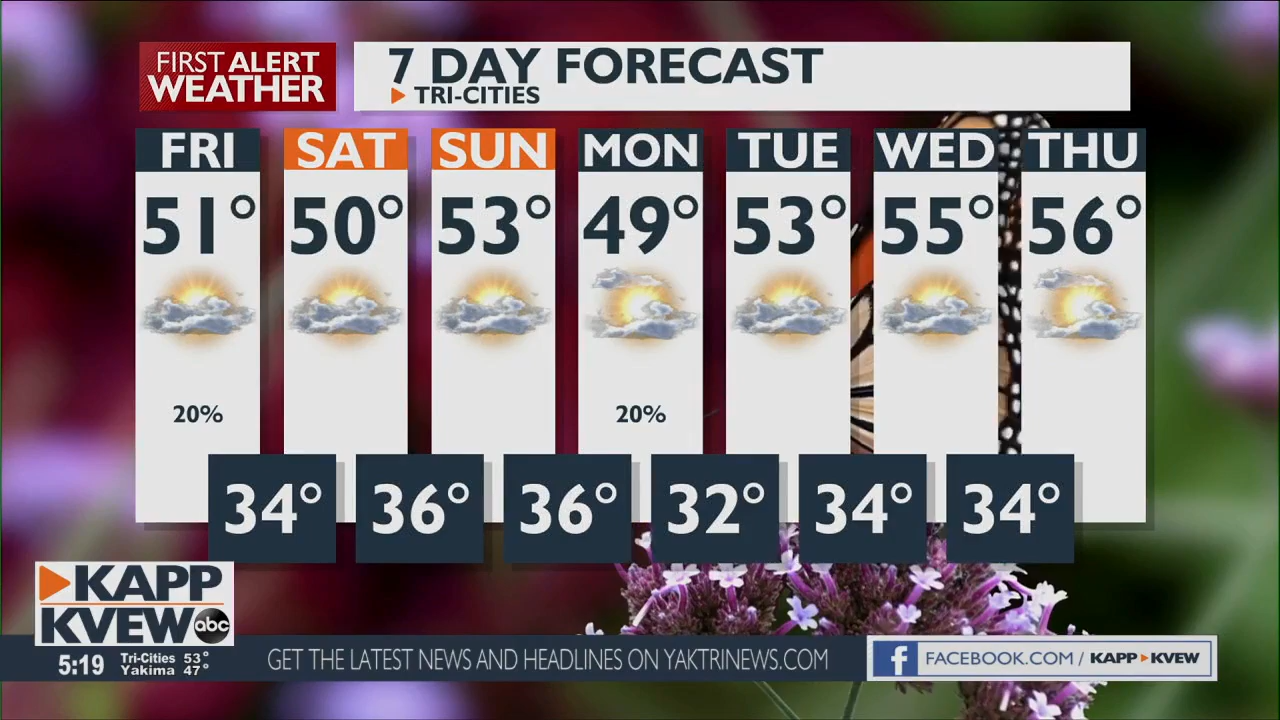 FIRST ALERT
WEATHER
7 DAY FORECAST
TRI-CITIES
FRI SAT SUN MON TUE WED THU
51° 50° 53° 49° 53° 55° 56°
20% 20%
34° 36° 36° 32° 34° 34°
KAPP
KVEW abc
5:19
Tri-Cities 53°
Yakima 47°
GET THE LATEST NEWS AND HEADLINES ON YAKTRINEWS.COM
f FACEBOOK.COM / KAPP KVEW